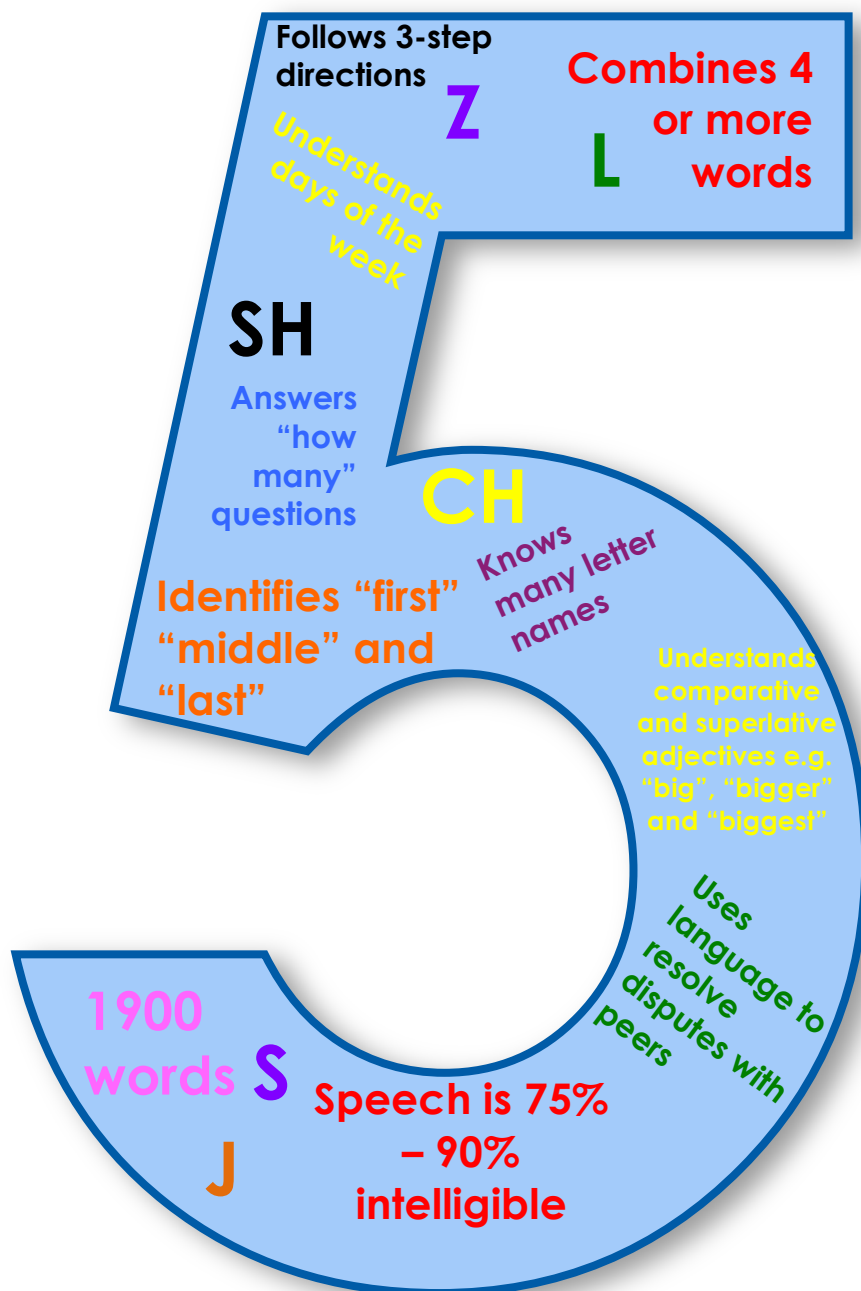 Follows 3-step
directions
Z
Combines 4
or more
words
L
Understands
days of the
week
SH
Answers
“how
many”
questions
CH
Knows
many letter
names
Identifies “first”
“middle” and
“last”
Understands
comparative
and superlative
adjectives e.g.
“big”, “bigger”
and “biggest”
Uses
language to
resolve
disputes with
peers
1900
words
S
J
Speech is 75%
– 90%
intelligible